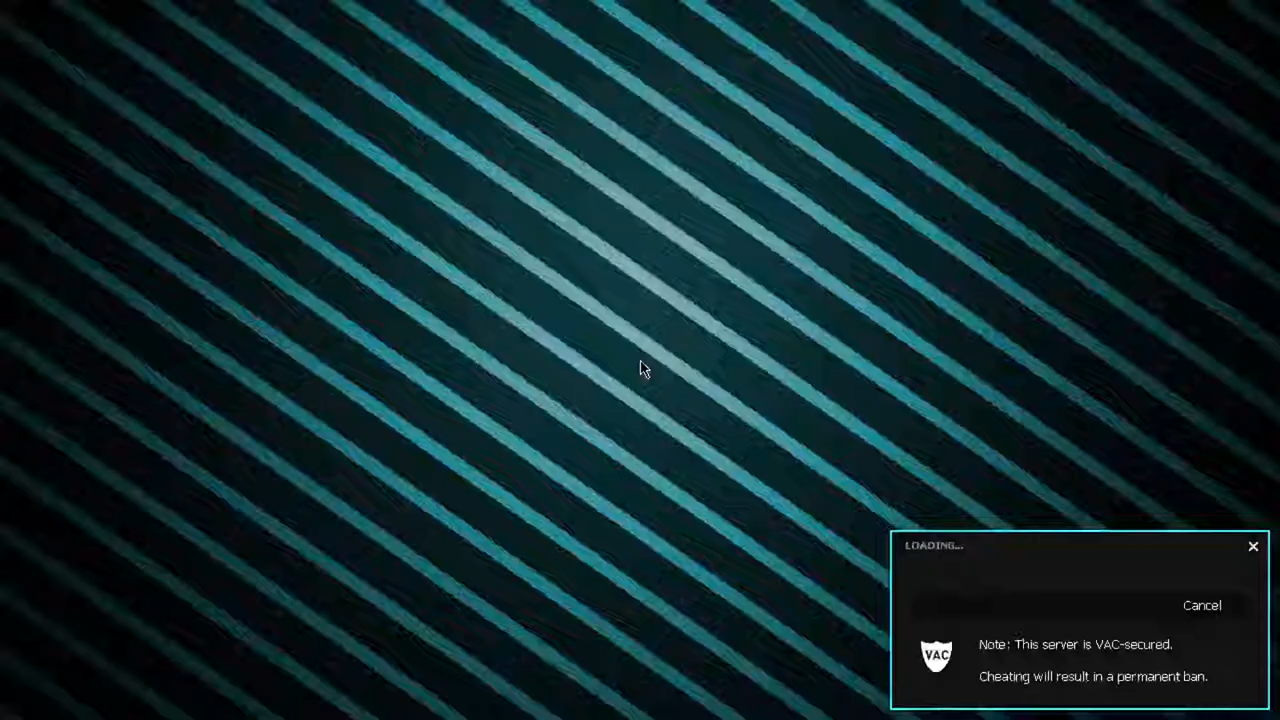 LOADING...
Cancel
VAC
Note: This server is VAC-secured.
Cheating will result in a permanent ban.